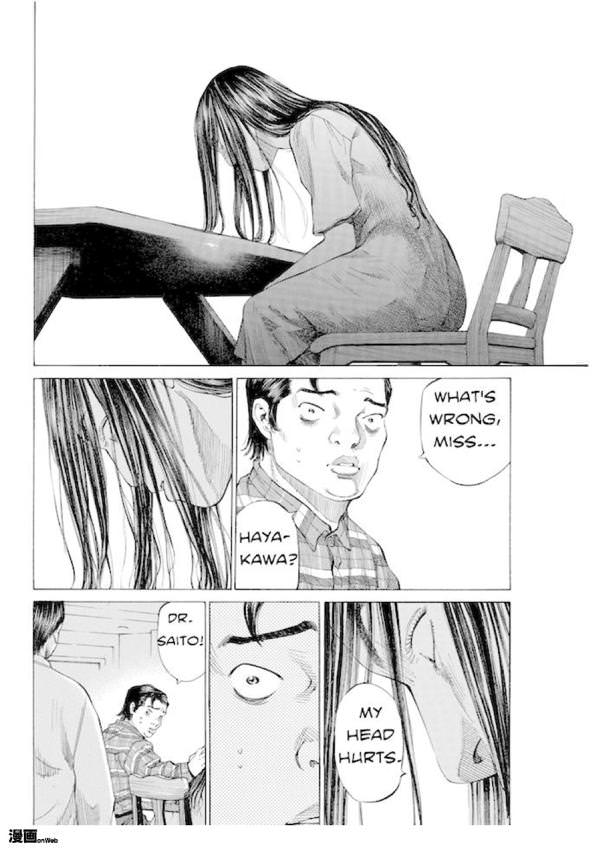 WHAT'S
WRONG,
MISS...
HAYA-
KAWA?
MY
HEAD
HURTS.
DR.
SAITO!
漫画onWeb